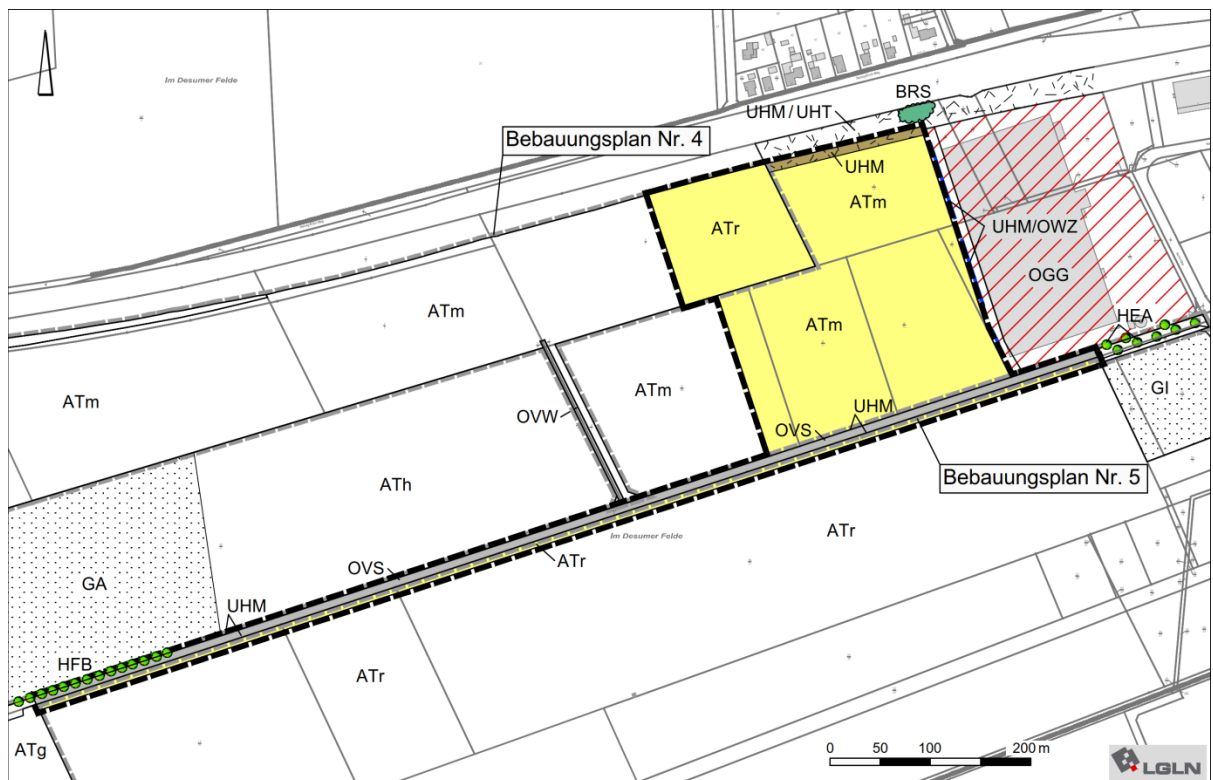 Im Desumer Felde
BRS
UHM / UHT
Bebauungsplan Nr. 4
UHM
ATr
ATm
UHM/OWZ
OGG
ATm
ATm
HEA
ATm
ATm
GI
OVW
UHM
OVS
Bebauungsplan Nr. 5
ATh
Im Desumer Felde
ATr
ATr
GA
OVS
UHM
HFB
ATr
ATg
0 50 100 200 m
LGLN